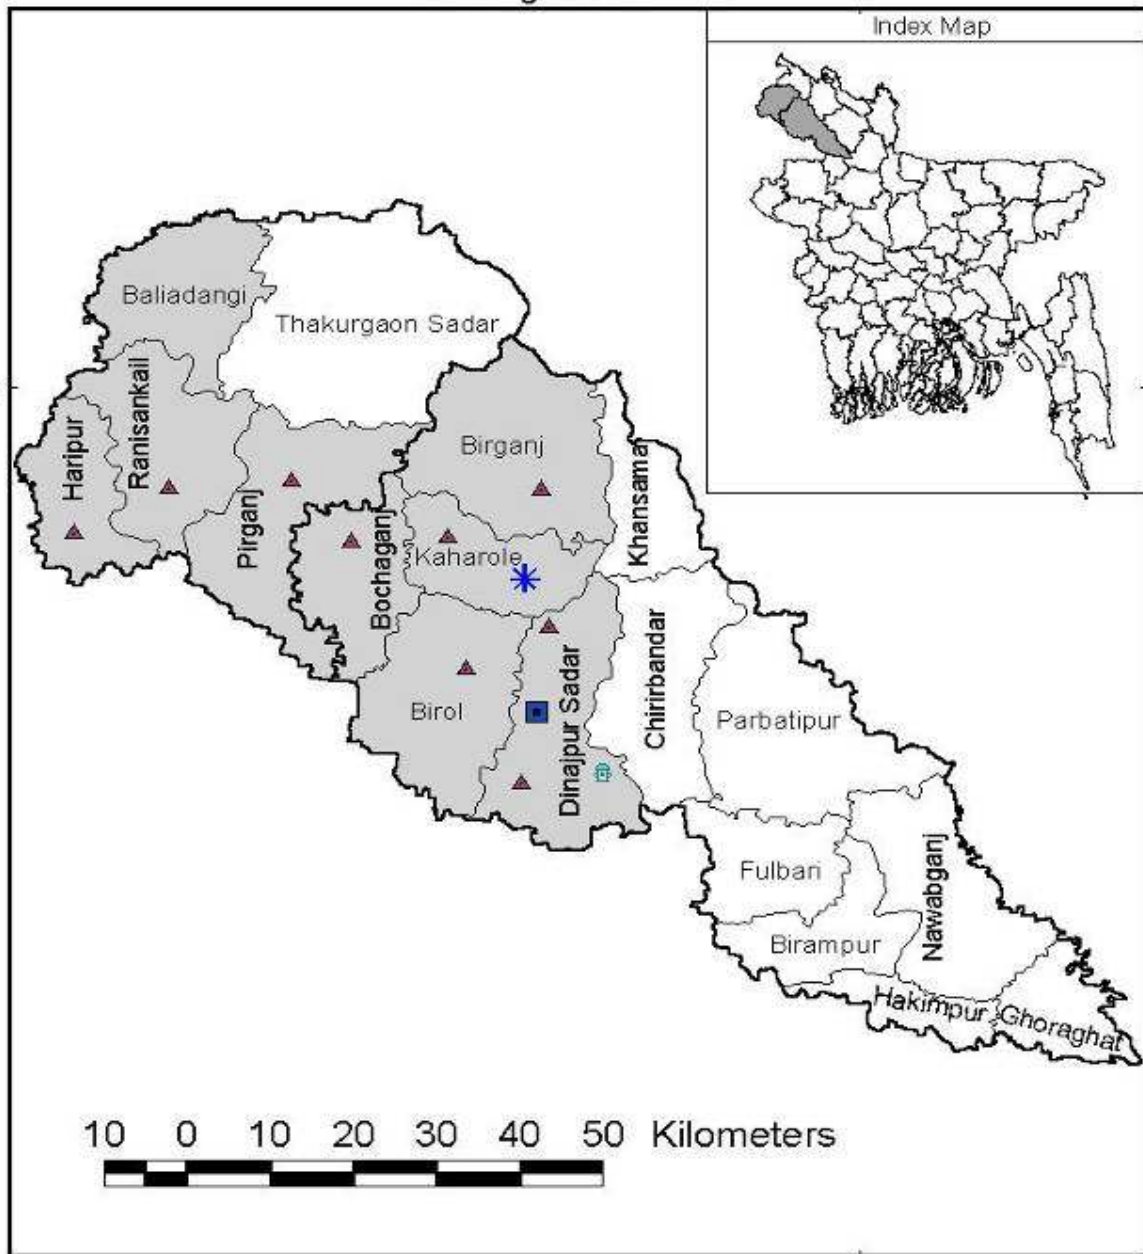 Index Map
Baliadangi
Thakurgaon Sadar
Ranisankail
Haripur
Birganj
Khansama
Pirganj
Bochaganj
Kaharole
Chirirbandar
Dinajpur Sadar
Birol
Parbatipur
Fulbari
Nawabganj
Birampur
Hakimpur
Ghoraghat
10 0 10 20 30 40 50 Kilometers